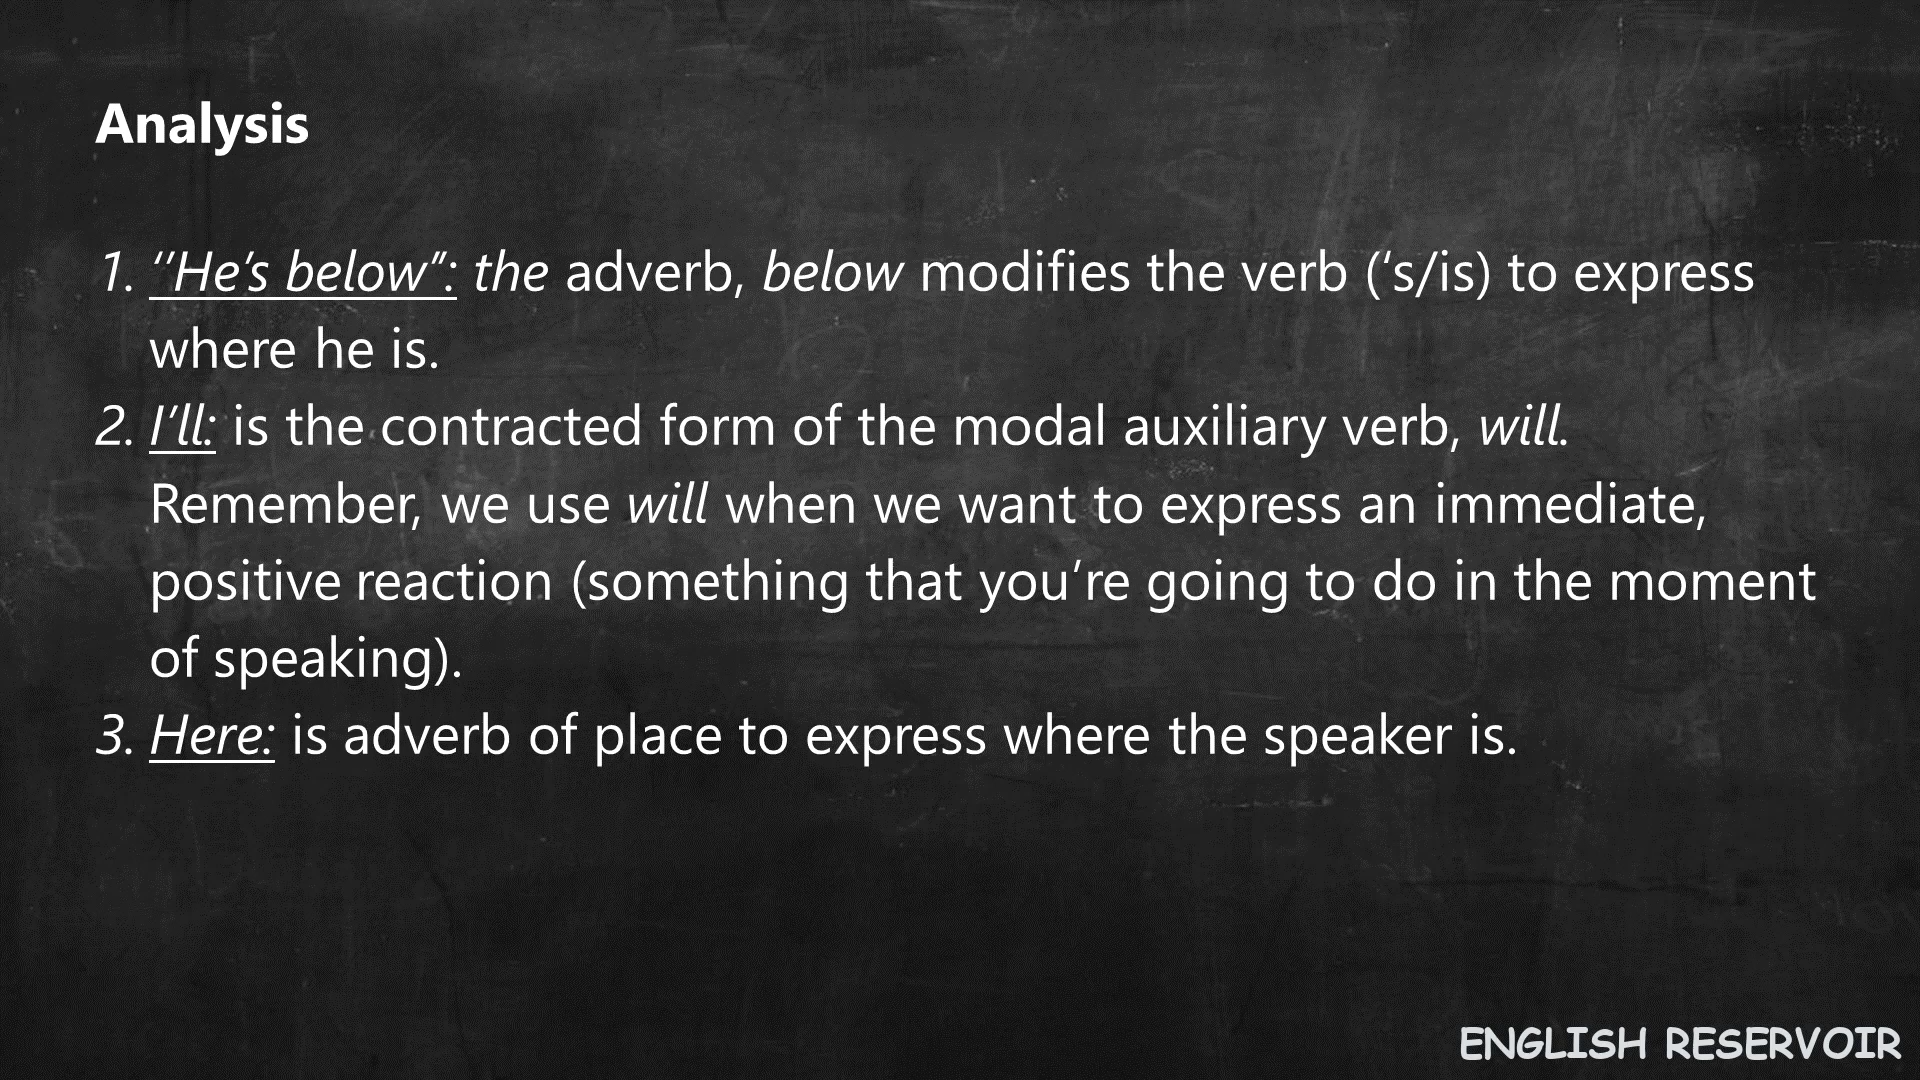 Analysis
1. ‘’He’s below”: the adverb, below modifies the verb (‘s/is) to express
where he is.
2. I’ll: is the contracted form of the modal auxiliary verb, will.
Remember, we use will when we want to express an immediate,
positive reaction (something that you’re going to do in the moment
of speaking).
3. Here: is adverb of place to express where the speaker is.
ENGLISH RESERVOIR